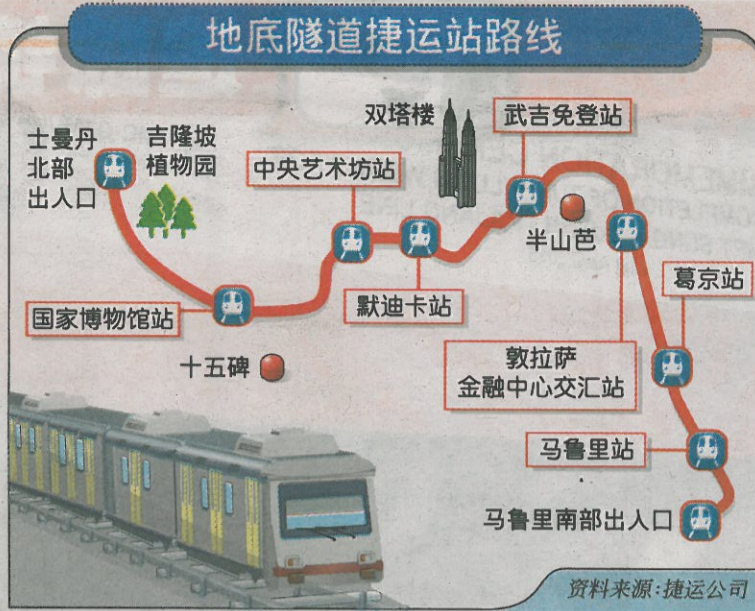 地底隧道捷运站路线
士曼丹
北部
出入口
吉隆坡
植物园
双塔楼
武吉免登站
中央艺术坊站
半山芭
葛京站
国家博物馆站
默迪卡站
敦拉萨
金融中心交汇站
十五碑
马鲁里站
马鲁里南部出入口
资料来源:捷运公司